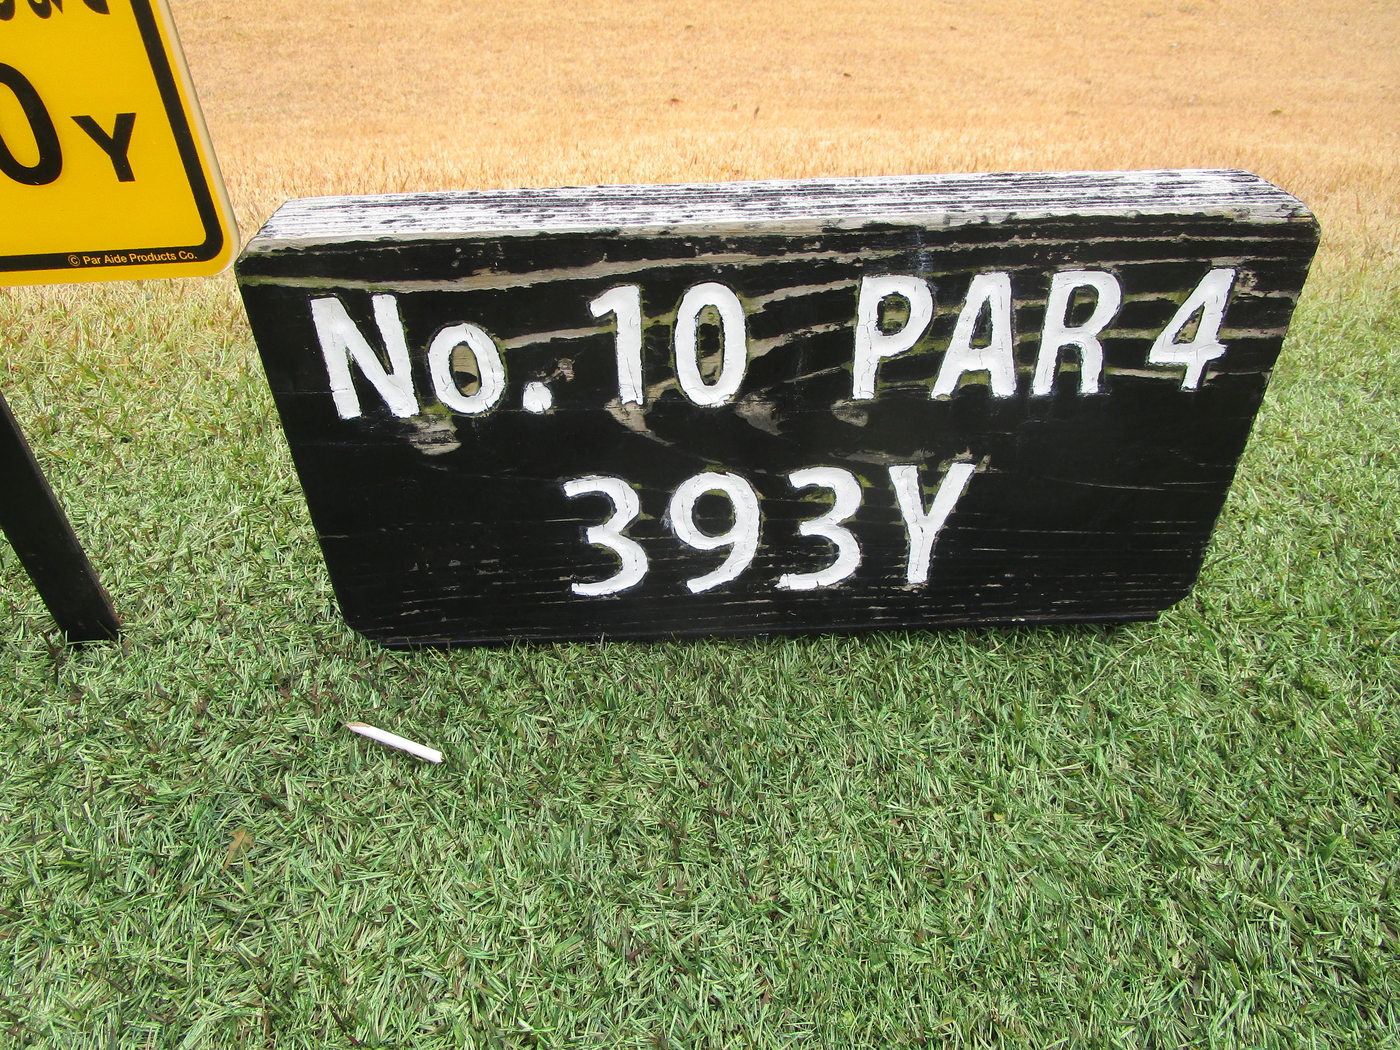 0Y
© Par Aide Products Co.
No. 10 PAR 4
393Y